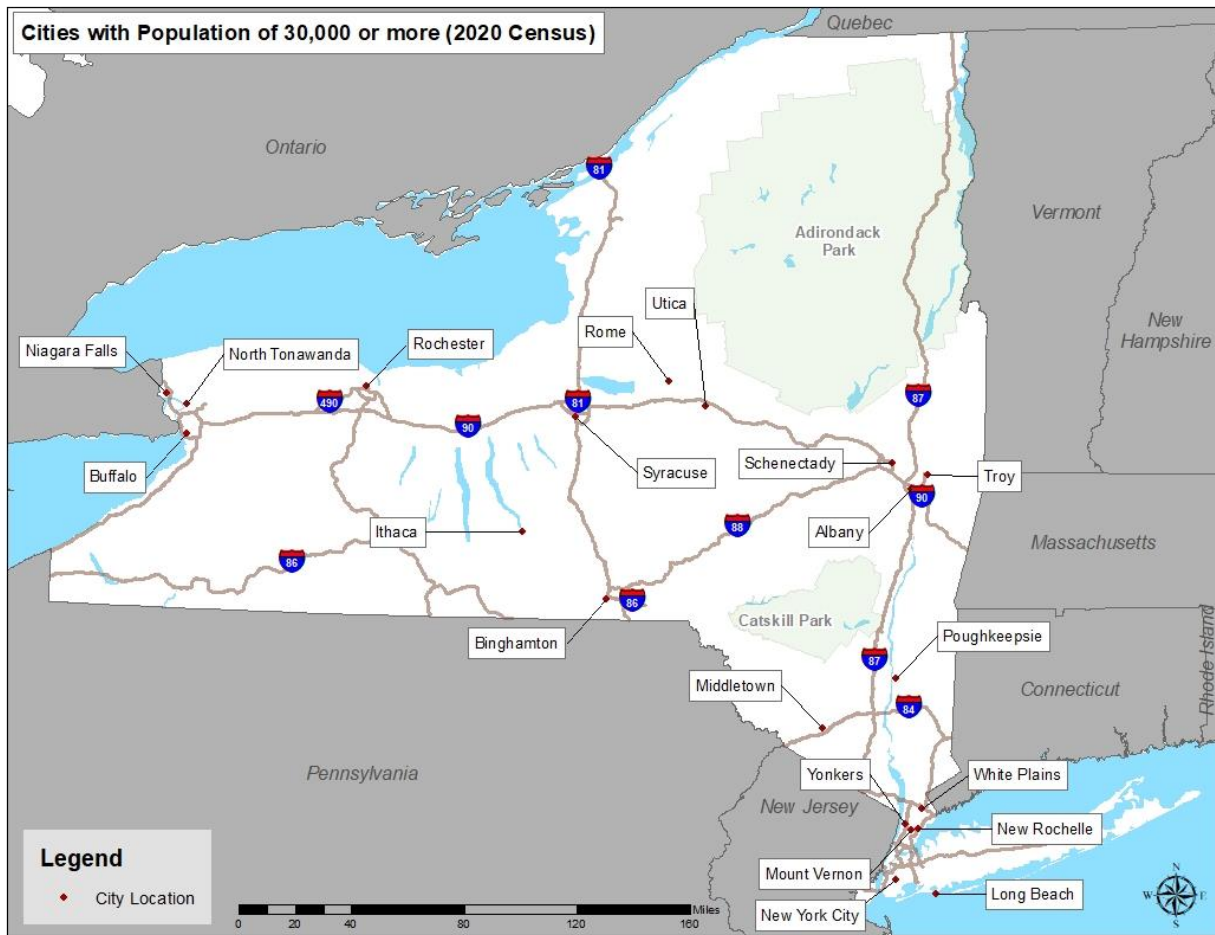 Cities with Population of 30,000 or more (2020 Census)
Quebec
Ontario
81
Vermont
Adirondack
Park
New
Hampshire
Utica
Rome
Niagara Falls
North Tonawanda
Rochester
490
81
87
90
Buffalo
Syracuse
Schenectady
Troy
90
Ithaca
88
Albany
Massachusetts
86
86
Binghamton
Catskill Park
Poughkeepsie
87
Middletown
84
Connecticut
Rhode Island
Pennsylvania
Yonkers
White Plains
New Jersey
New Rochelle
Mount Vernon
Long Beach
New York City
Legend
City Location
Miles
0 20 40 80 120 160
N
W E
S